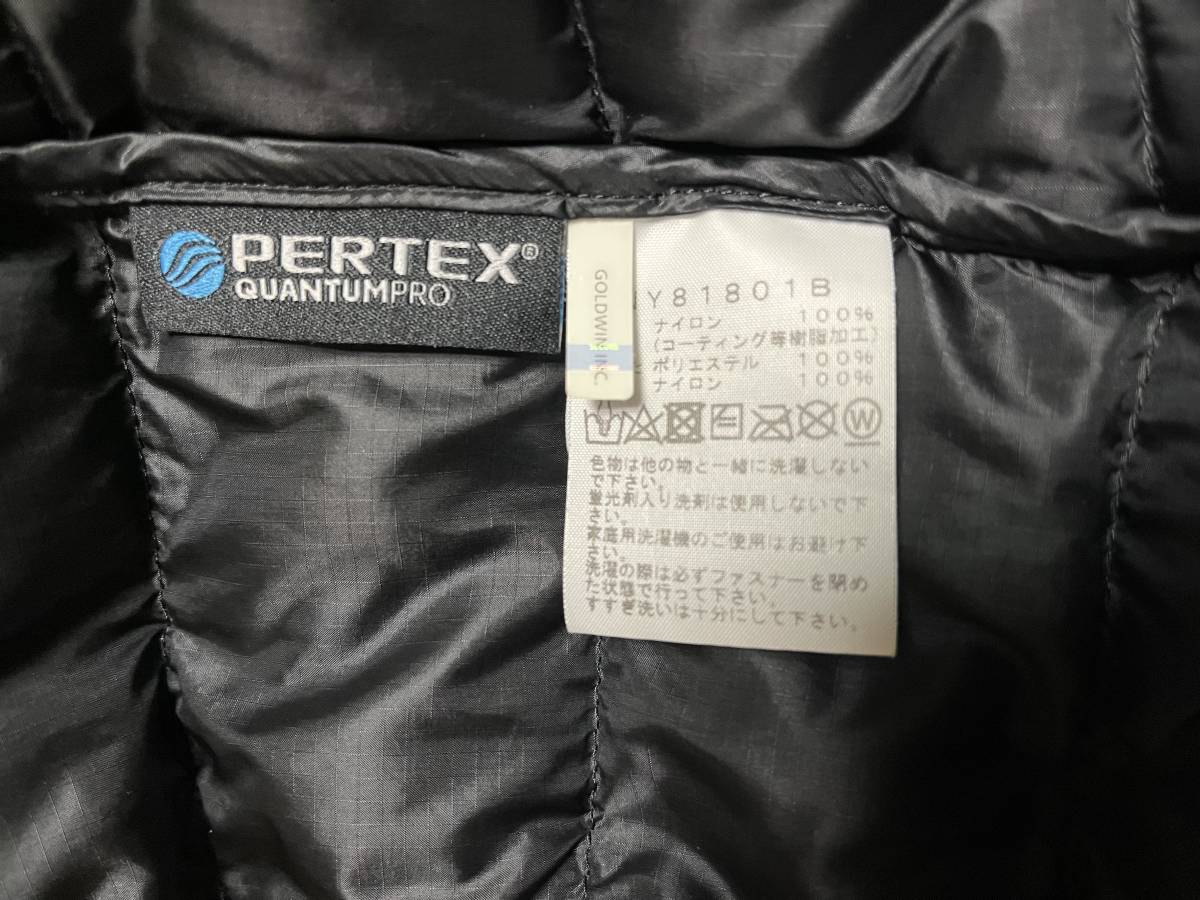 PERTEX®
QUANTUMPRO
GOLDWIN INC.
Y81801B
ナイロン 100%
(コーティング等樹脂加工)
ポリエステル 100%
ナイロン 100%
W
色物は他の物と一緒に洗濯しない
で下さい。
蛍光剤入り洗剤は使用しないで下
さい。
家庭用洗濯機のご使用はお避け下
さい。
洗濯の際は必ずファスナーを閉め
た状態で行って下さい。
すすぎ洗いは十分にして下さい。